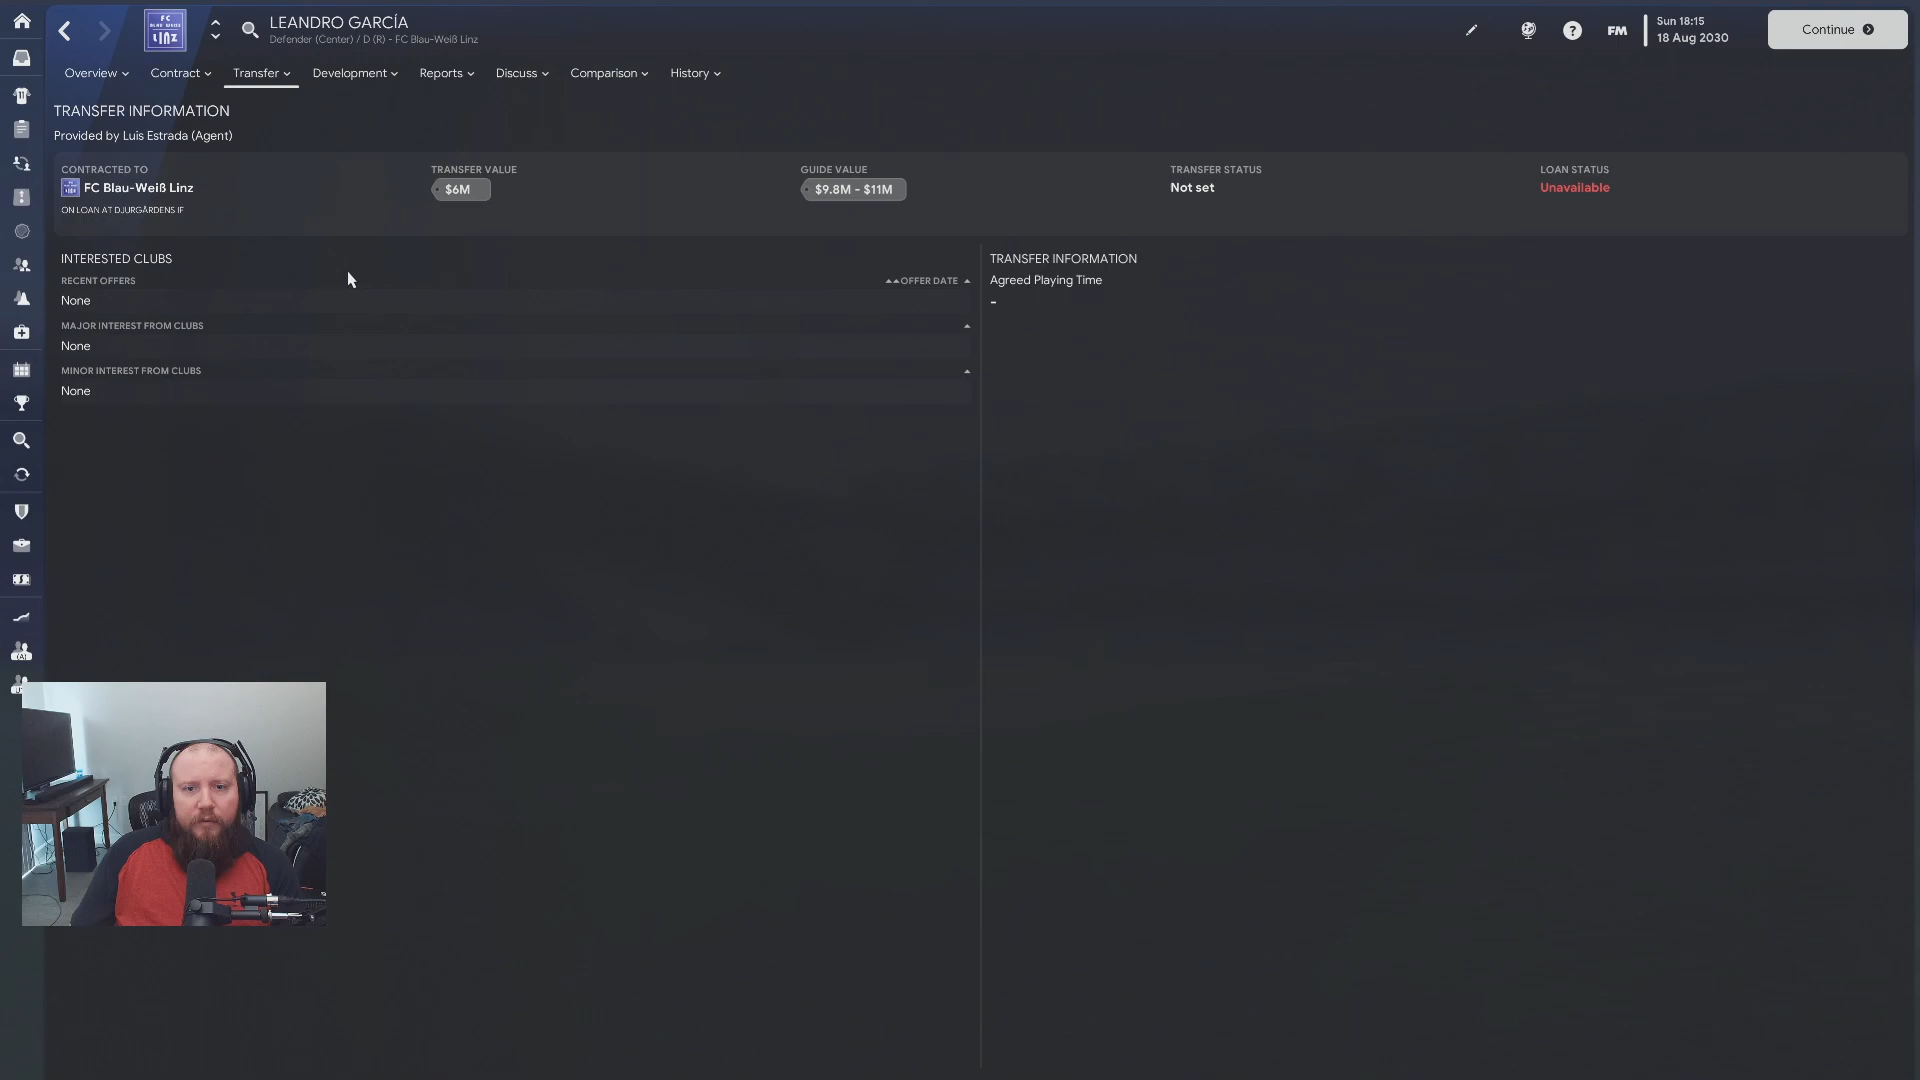 FC
BLAU WEISS
LINZ
LEANDRO GARCÍA
Defender (Center) / D (R) - FC Blau-Weiß Linz
FM
Sun 18:15
18 Aug 2030
Continue
Overview
Contract
Transfer
Development
Reports
Discuss
Comparison
History
TRANSFER INFORMATION
Provided by Luis Estrada (Agent)
CONTRACTED TO
FC Blau-Weiß Linz
ON LOAN AT DJURGÅRDENS IF
TRANSFER VALUE
$6M
GUIDE VALUE
$9.8M - $11M
TRANSFER STATUS
Not set
LOAN STATUS
Unavailable
INTERESTED CLUBS
RECENT OFFERS
OFFER DATE
None
MAJOR INTEREST FROM CLUBS
None
MINOR INTEREST FROM CLUBS
None
TRANSFER INFORMATION
Agreed Playing Time
-